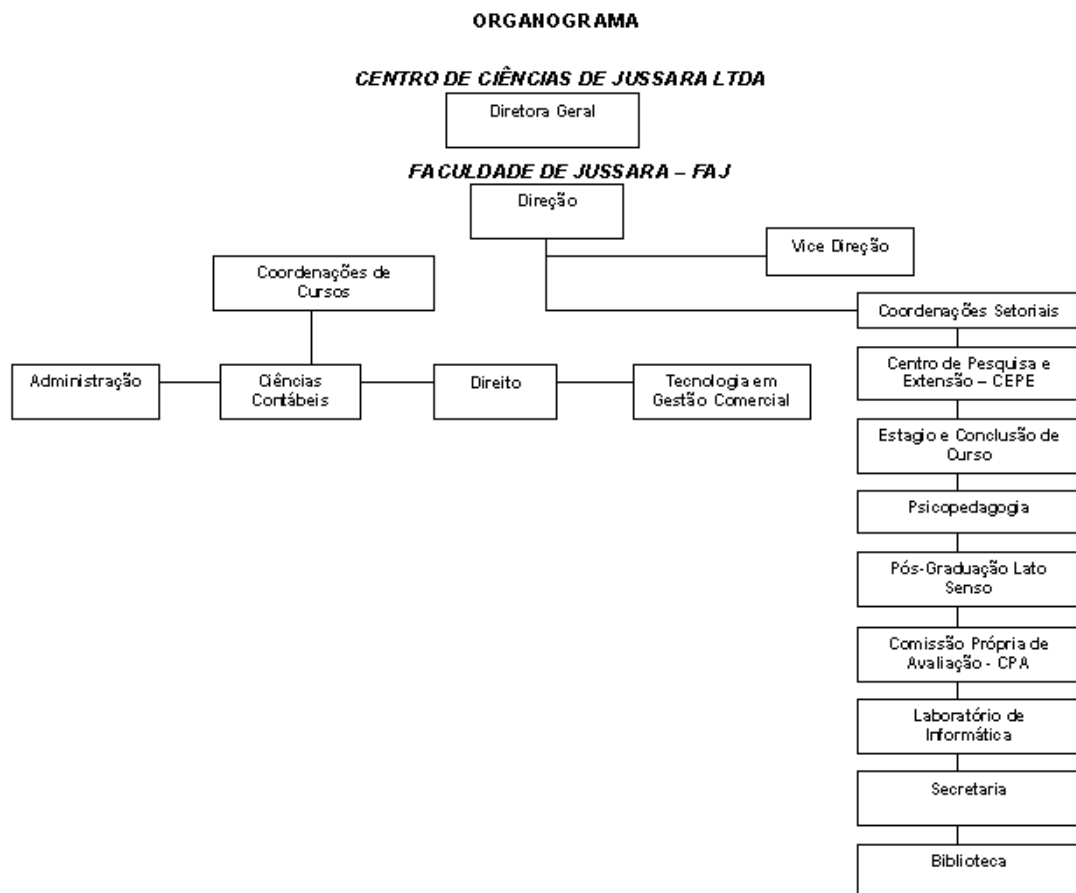 ORGANOGRAMA
CENTRO DE CIÊNCIAS DE JUSSARA LTDA
Diretora Geral
FACULDADE DE JUSSARA – FAJ
Direção
Vice Direção
Coordenações de
Cursos
Coordenações Setoriais
Administração
Ciências
Contábeis
Direito
Tecnologia em
Gestão Comercial
Centro de Pesquisa e
Extensão – CEPE
Estagio e Conclusão de
Curso
Psicopedagogia
Pós-Graduação Lato
Senso
Comissão Própria de
Avaliação - CPA
Laboratório de
Informática
Secretaria
Biblioteca